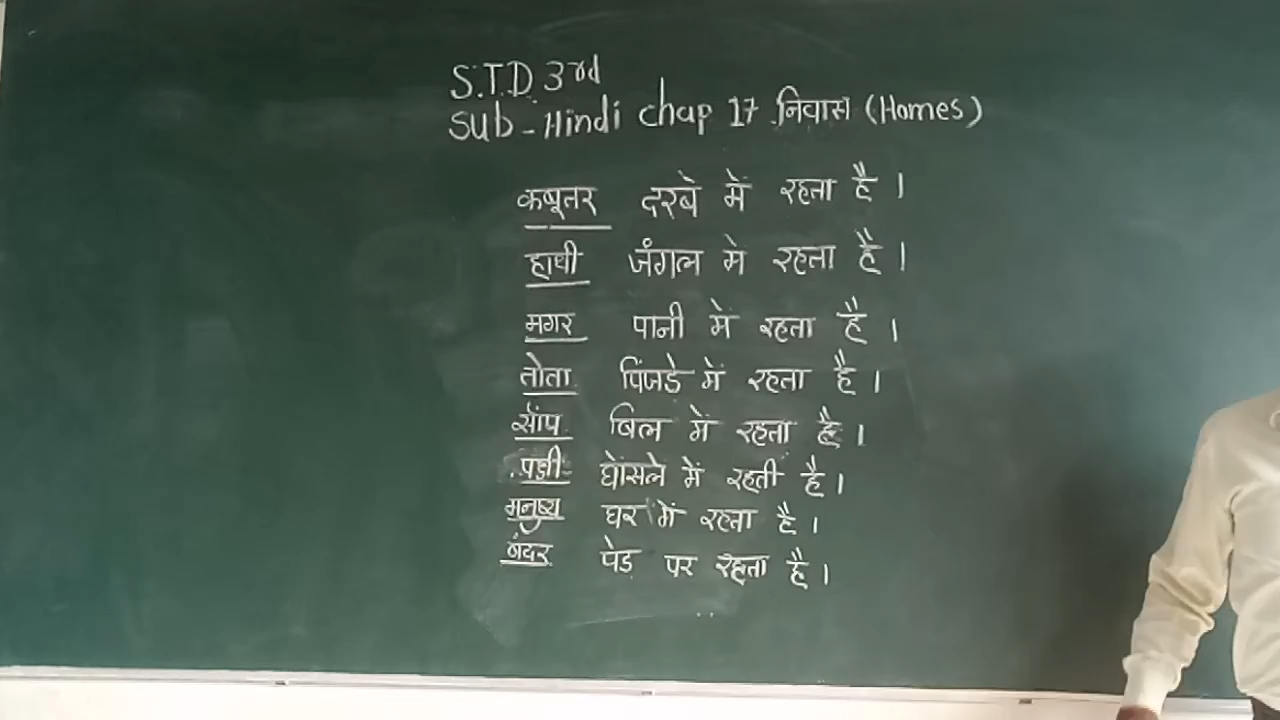 S.T.D. 3rd
Sub - Hindi chap 17 निवास (Homes)
कबूतर दरबे में रहता है ।
हाथी जंगल में रहता है ।
मगर पानी में रहता है ।
तोता पिंजडे में रहता है ।
साँप बिल में रहता है ।
पक्षी घोंसले में रहती है ।
मनुष्य घर में रहता है ।
बंदर पेड पर रहता है ।